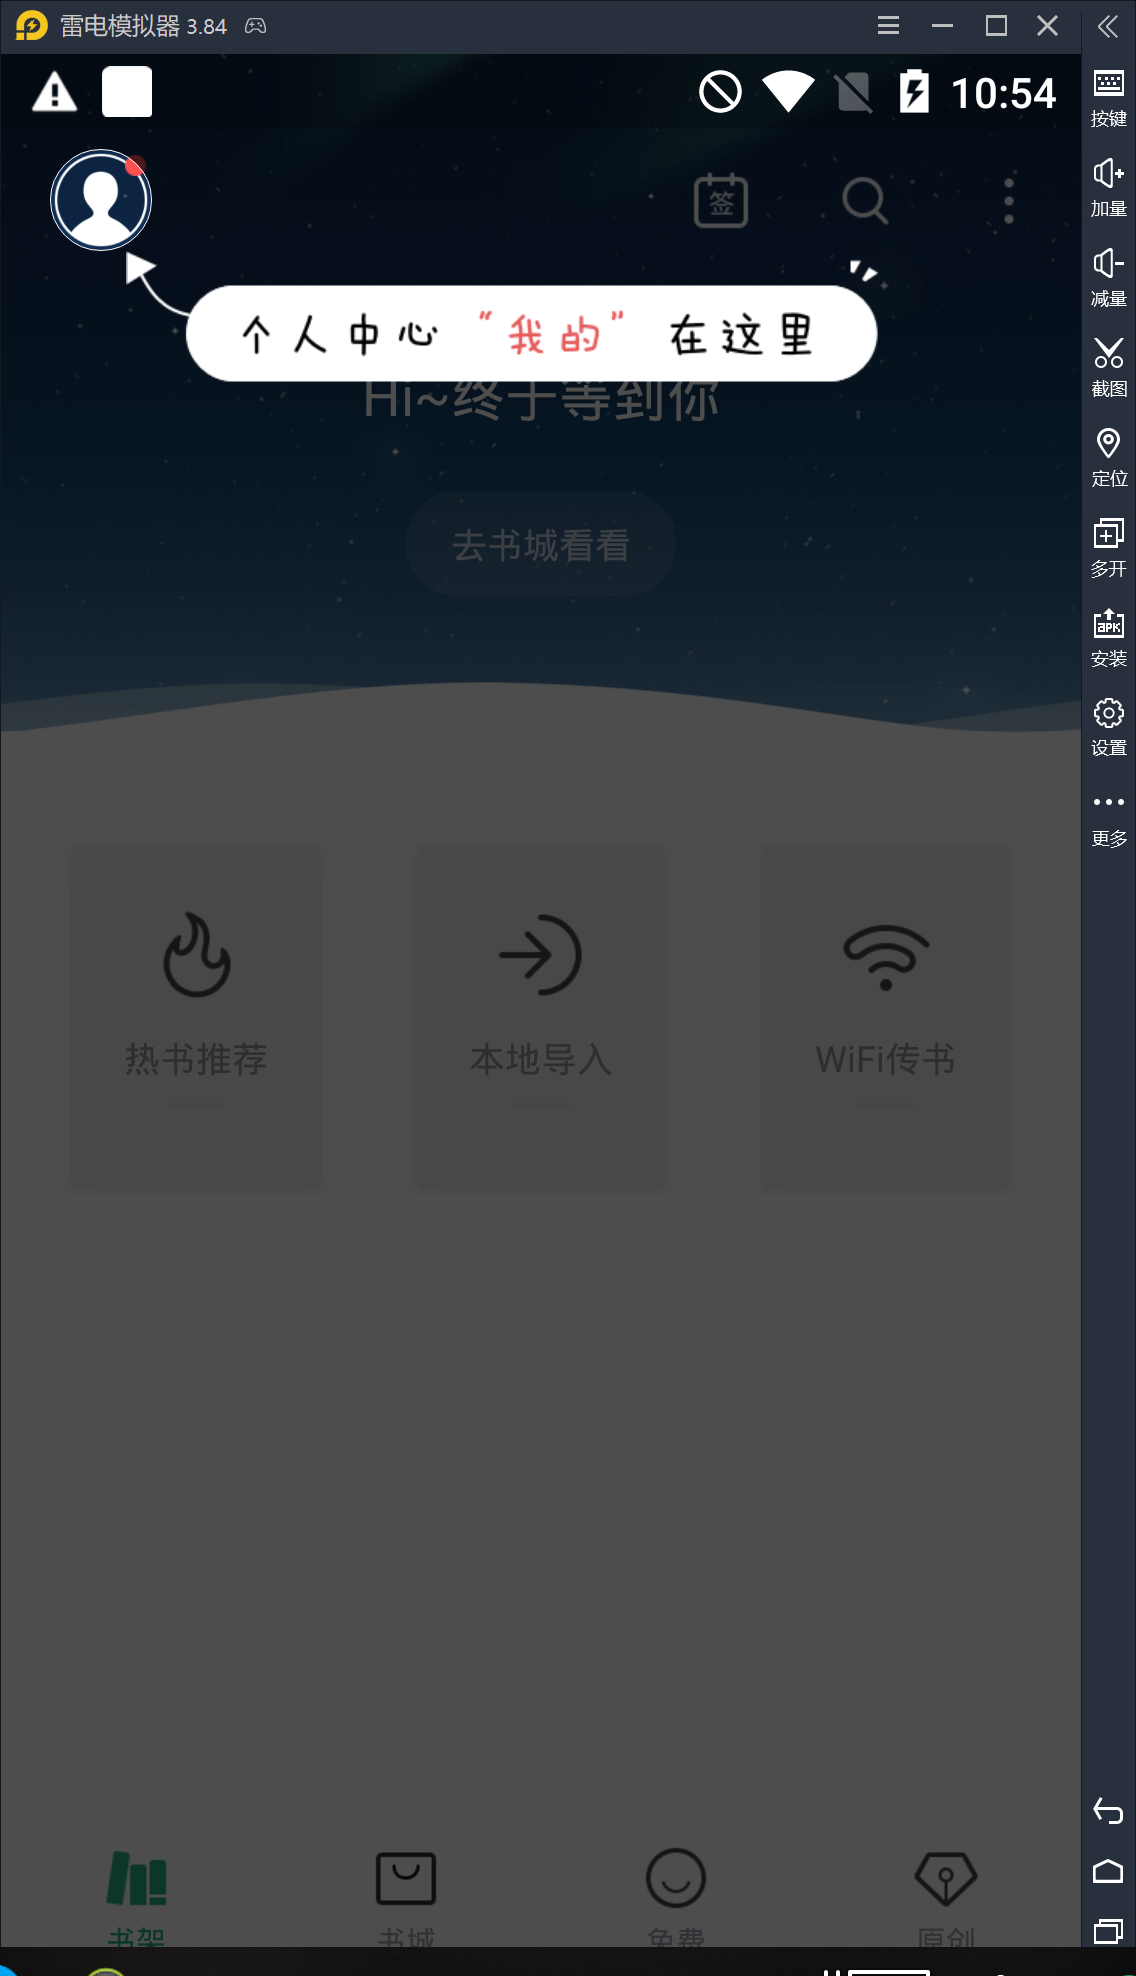 雷电模拟器 3.84
10:54
签
个人中心“我的”在这里
Hi~终于等到你
去书城看看
热书推荐
本地导入
WiFi传书
书架
书城
免费
原创
按键
加量
减量
截图
定位
多开
APK
安装
设置
更多